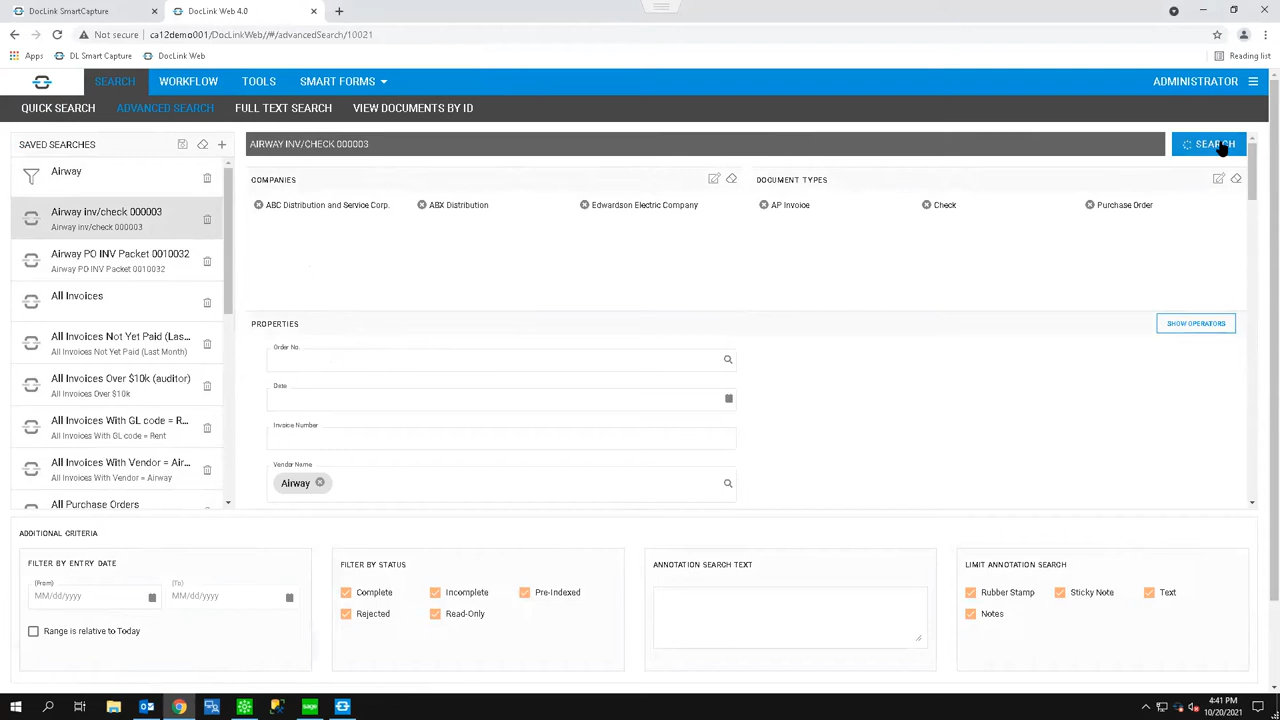 DocLink SmartCapture
DocLink Web 4.0
Not secure
ca12demo001/DocLinkWeb//#/advancedSearch/10021
Apps
DL Smart Capture
DocLink Web
Reading list
SEARCH
WORKFLOW
TOOLS
SMART FORMS
ADMINISTRATOR
QUICK SEARCH
ADVANCED SEARCH
FULL TEXT SEARCH
VIEW DOCUMENTS BY ID
SAVED SEARCHES
AIRWAY INV/CHECK 000003
SEARCH
Airway
Airway inv/check 000003
Airway inv/check 000003
Airway PO INV Packet 0010032
Airway PO INV Packet 0010032
All Invoices
All Invoices Not Yet Paid (Las...
All Invoices Not Yet Paid (Last Month)
All Invoices Over $10k (auditor)
All Invoices Over $10k
All Invoices With GL code = R...
All Invoices With GL code = Rent
All Invoices With Vendor = Air...
All Invoices With Vendor = Airway
All Purchase Orders
COMPANIES
ABC Distribution and Service Corp.
ABX Distribution
Edwardson Electric Company
DOCUMENT TYPES
AP Invoice
Check
Purchase Order
PROPERTIES
SHOW OPERATORS
Order No.
Date
Invoice Number
Vendor Name
Airway
ADDITIONAL CRITERIA
FILTER BY ENTRY DATE
(From)
MM/dd/yyyy
(To)
MM/dd/yyyy
Range is relative to Today
FILTER BY STATUS
Complete
Incomplete
Pre-Indexed
Rejected
Read-Only
ANNOTATION SEARCH TEXT
LIMIT ANNOTATION SEARCH
Rubber Stamp
Sticky Note
Text
Notes
sage
4:41 PM
10/20/2021